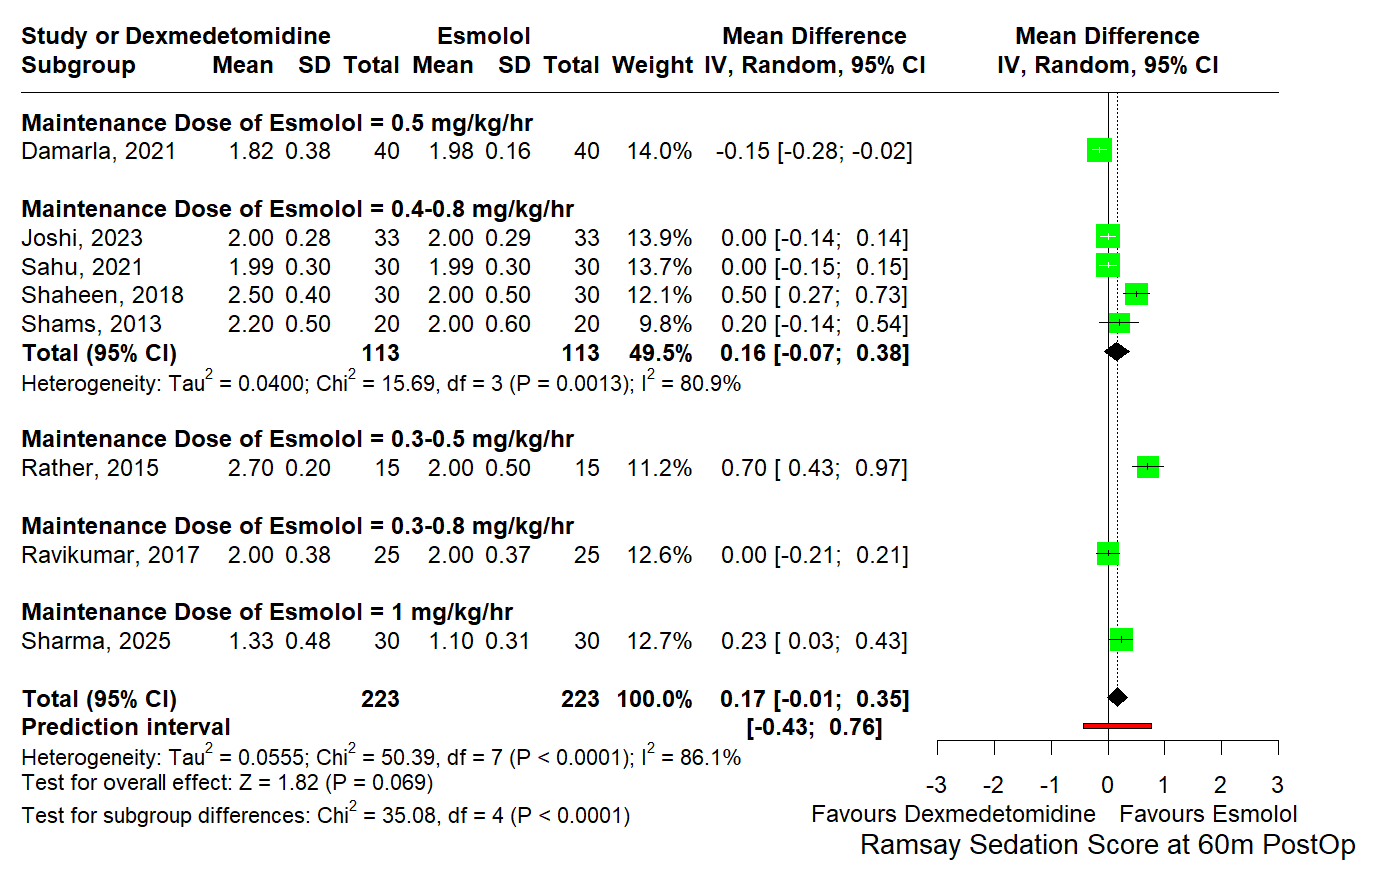 Study or Dexmedetomidine Esmolol Mean Difference Mean Difference
Subgroup Mean SD Total Mean SD Total Weight IV, Random, 95% CI IV, Random, 95% CI
Maintenance Dose of Esmolol = 0.5 mg/kg/hr
Damarla, 2021 1.82 0.38 40 1.98 0.16 40 14.0% -0.15 [-0.28; -0.02]
Maintenance Dose of Esmolol = 0.4-0.8 mg/kg/hr
Joshi, 2023 2.00 0.28 33 2.00 0.29 33 13.9% 0.00 [-0.14; 0.14]
Sahu, 2021 1.99 0.30 30 1.99 0.30 30 13.7% 0.00 [-0.15; 0.15]
Shaheen, 2018 2.50 0.40 30 2.00 0.50 30 12.1% 0.50 [ 0.27; 0.73]
Shams, 2013 2.20 0.50 20 2.00 0.60 20 9.8% 0.20 [-0.14; 0.54]
Total (95% CI) 113 113 49.5% 0.16 [-0.07; 0.38]
Heterogeneity: Tau² = 0.0400; Chi² = 15.69, df = 3 (P = 0.0013); I² = 80.9%
Maintenance Dose of Esmolol = 0.3-0.5 mg/kg/hr
Rather, 2015 2.70 0.20 15 2.00 0.50 15 11.2% 0.70 [ 0.43; 0.97]
Maintenance Dose of Esmolol = 0.3-0.8 mg/kg/hr
Ravikumar, 2017 2.00 0.38 25 2.00 0.37 25 12.6% 0.00 [-0.21; 0.21]
Maintenance Dose of Esmolol = 1 mg/kg/hr
Sharma, 2025 1.33 0.48 30 1.10 0.31 30 12.7% 0.23 [ 0.03; 0.43]
Total (95% CI) 223 223 100.0% 0.17 [-0.01; 0.35]
Prediction interval [-0.43; 0.76]
Heterogeneity: Tau² = 0.0555; Chi² = 50.39, df = 7 (P < 0.0001); I² = 86.1%
Test for overall effect: Z = 1.82 (P = 0.069)
Test for subgroup differences: Chi² = 35.08, df = 4 (P < 0.0001)
-3 -2 -1 0 1 2 3
Favours Dexmedetomidine Favours Esmolol
Ramsay Sedation Score at 60m PostOp